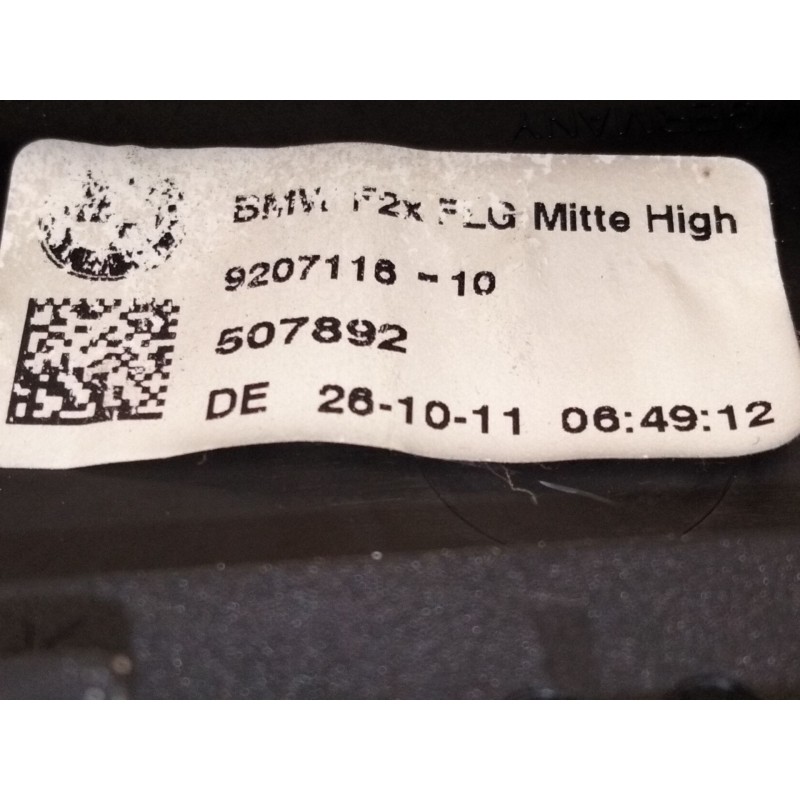 BMW F2x FLG Mitte High
9207116-10
507892
DE 26-10-11 06:49:12